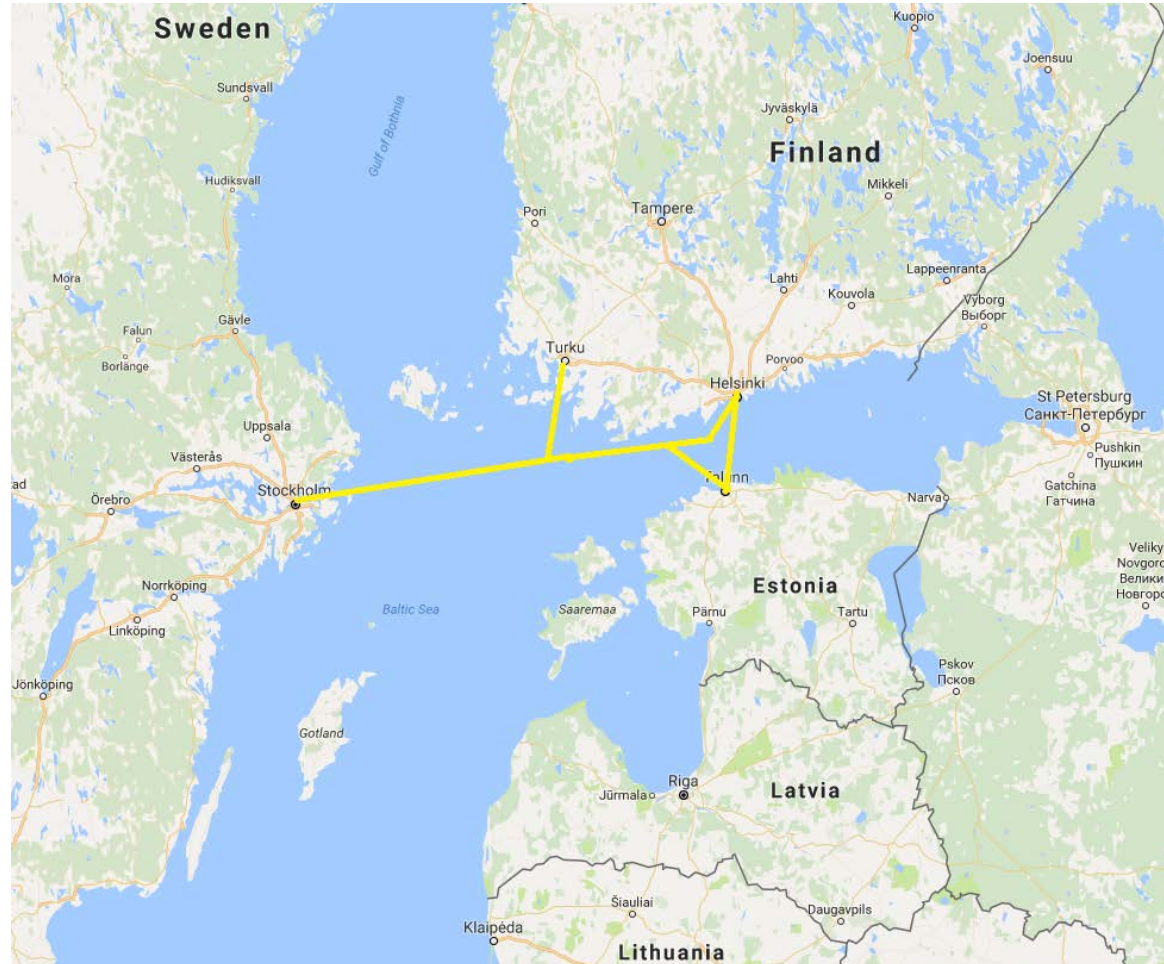 Sweden
Kuopio
Joensuu
Sundsvall
Gulf of Bothnia
Jyväskylä
Finland
Hudiksvall
Mikkeli
Pori
Tampere
Mora
Lahti
Lappeenranta
Kouvola
Vyborg
Выборг
Falun
Gävle
Borlänge
Turku
Porvoo
Helsinki
St Petersburg
Санкт-Петербург
Uppsala
Västerås
Pushkin
Пушкин
Stockholm
Örebro
Gatchina
Гатчина
Narva
Norrköping
Linköping
Baltic Sea
Saaremaa
Estonia
Pärnu
Tartu
Pskov
Псков
Jönköping
Gotland
Riga
Jūrmala
Latvia
Šiauliai
Daugavpils
Klaipėda
Lithuania